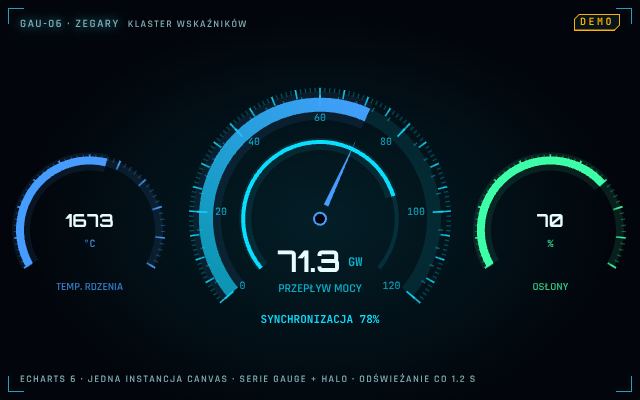 GAU-06 · ZEGARY KLASTER WSKAŹNIKÓW
DEMO
60
40
80
20
100
0
120
1673
°C
TEMP. RDZENIA
71.3 GW
PRZEPŁYW MOCY
SYNCHRONIZACJA 78%
70
%
OSŁONY
ECHARTS 6 · JEDNA INSTANCJA CANVAS · SERIE GAUGE + HALO · ODŚWIEŻANIE CO 1.2 S